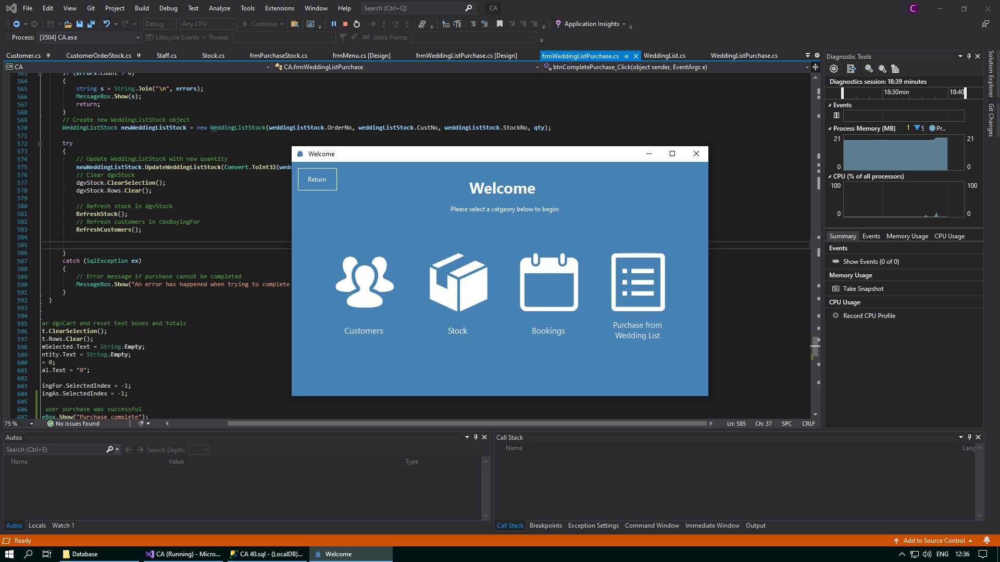 File Edit View Git Project Build Debug Test Analyze Tools Extensions Window Help Search (Ctrl+Q) CA C
Debug Any CPU Continue Application Insights
Process: [3504] CA.exe Lifecycle Events Thread: Stack Frame:
Customer.cs CustomerOrderStock.cs Staff.cs Stock.cs frmPurchaseStock.cs frmMenu.cs [Design] frmWeddingListPurchase.cs [Design] frmWeddingListPurchase.cs WeddingList.cs WeddingListPurchase.cs
CA CA.frmWeddingListPurchase btnCompletePurchase_Click(object sender, EventArgs e)
563 if (errors.Count > 0)
564 {
565 string s = String.Join("\n", errors);
566 MessageBox.Show(s);
567 return;
568 }
569 // Create new WeddingListStock object
570 WeddingListStock newWeddingListStock = new WeddingListStock(weddingListStock.OrderNo, weddingListStock.CustNo, weddingListStock.StockNo, qty);
571
572 try
573 {
574 // Update WeddingListStock with new quantity
575 newWeddingListStock.UpdateWeddingListStock(Convert.ToInt32(wedd
576 // Clear dgvStock
577 dgvStock.ClearSelection();
578 dgvStock.Rows.Clear();
579
580 // Refresh stock in dgvStock
581 RefreshStock();
582 // Refresh customers in cbxBuyingFor
583 RefreshCustomers();
584
585
586 }
587 catch (SqlException ex)
588 {
589 // Error message if purchase cannot be completed
590 MessageBox.Show("An error has happened when trying to complete
591 }
592 }
593
594
595 ar dgvCart and reset text boxes and totals
596 t.ClearSelection();
597 t.Rows.Clear();
598 mSelected.Text = String.Empty;
599 ntity.Text = String.Empty;
600 = 0;
601 al.Text = "0";
602
603 ingFor.SelectedIndex = -1;
604 ingAs.SelectedIndex = -1;
605
606 user purchase was successful
607 eBox.Show("Purchase complete");
75 % No issues found Ln: 585 Ch: 37 SPC CRLF
Welcome
Return
Welcome
Please select a catgeory below to begin:
Customers
Stock
Bookings
Purchase from
Wedding List
Diagnostic Tools
Diagnostics session: 18:39 minutes
18:30min 18:40
Events
Process Memory (MB) S Pr...
21 21
0 0
CPU (% of all processors)
100 100
0 0
Summary Events Memory Usage CPU Usage
Events
Show Events (0 of 0)
Memory Usage
Take Snapshot
CPU Usage
Record CPU Profile
Solution Explorer
Git Changes
Autos
Search (Ctrl+E) Search Depth:
Name Value Type
Autos Locals Watch 1
Call Stack
Name Lang
Call Stack Breakpoints Exception Settings Command Window Immediate Window Output
Ready Add to Source Control
Database CA (Running) - Micro... CA 40.sql - (LocalDB)... Welcome ENG 12:36